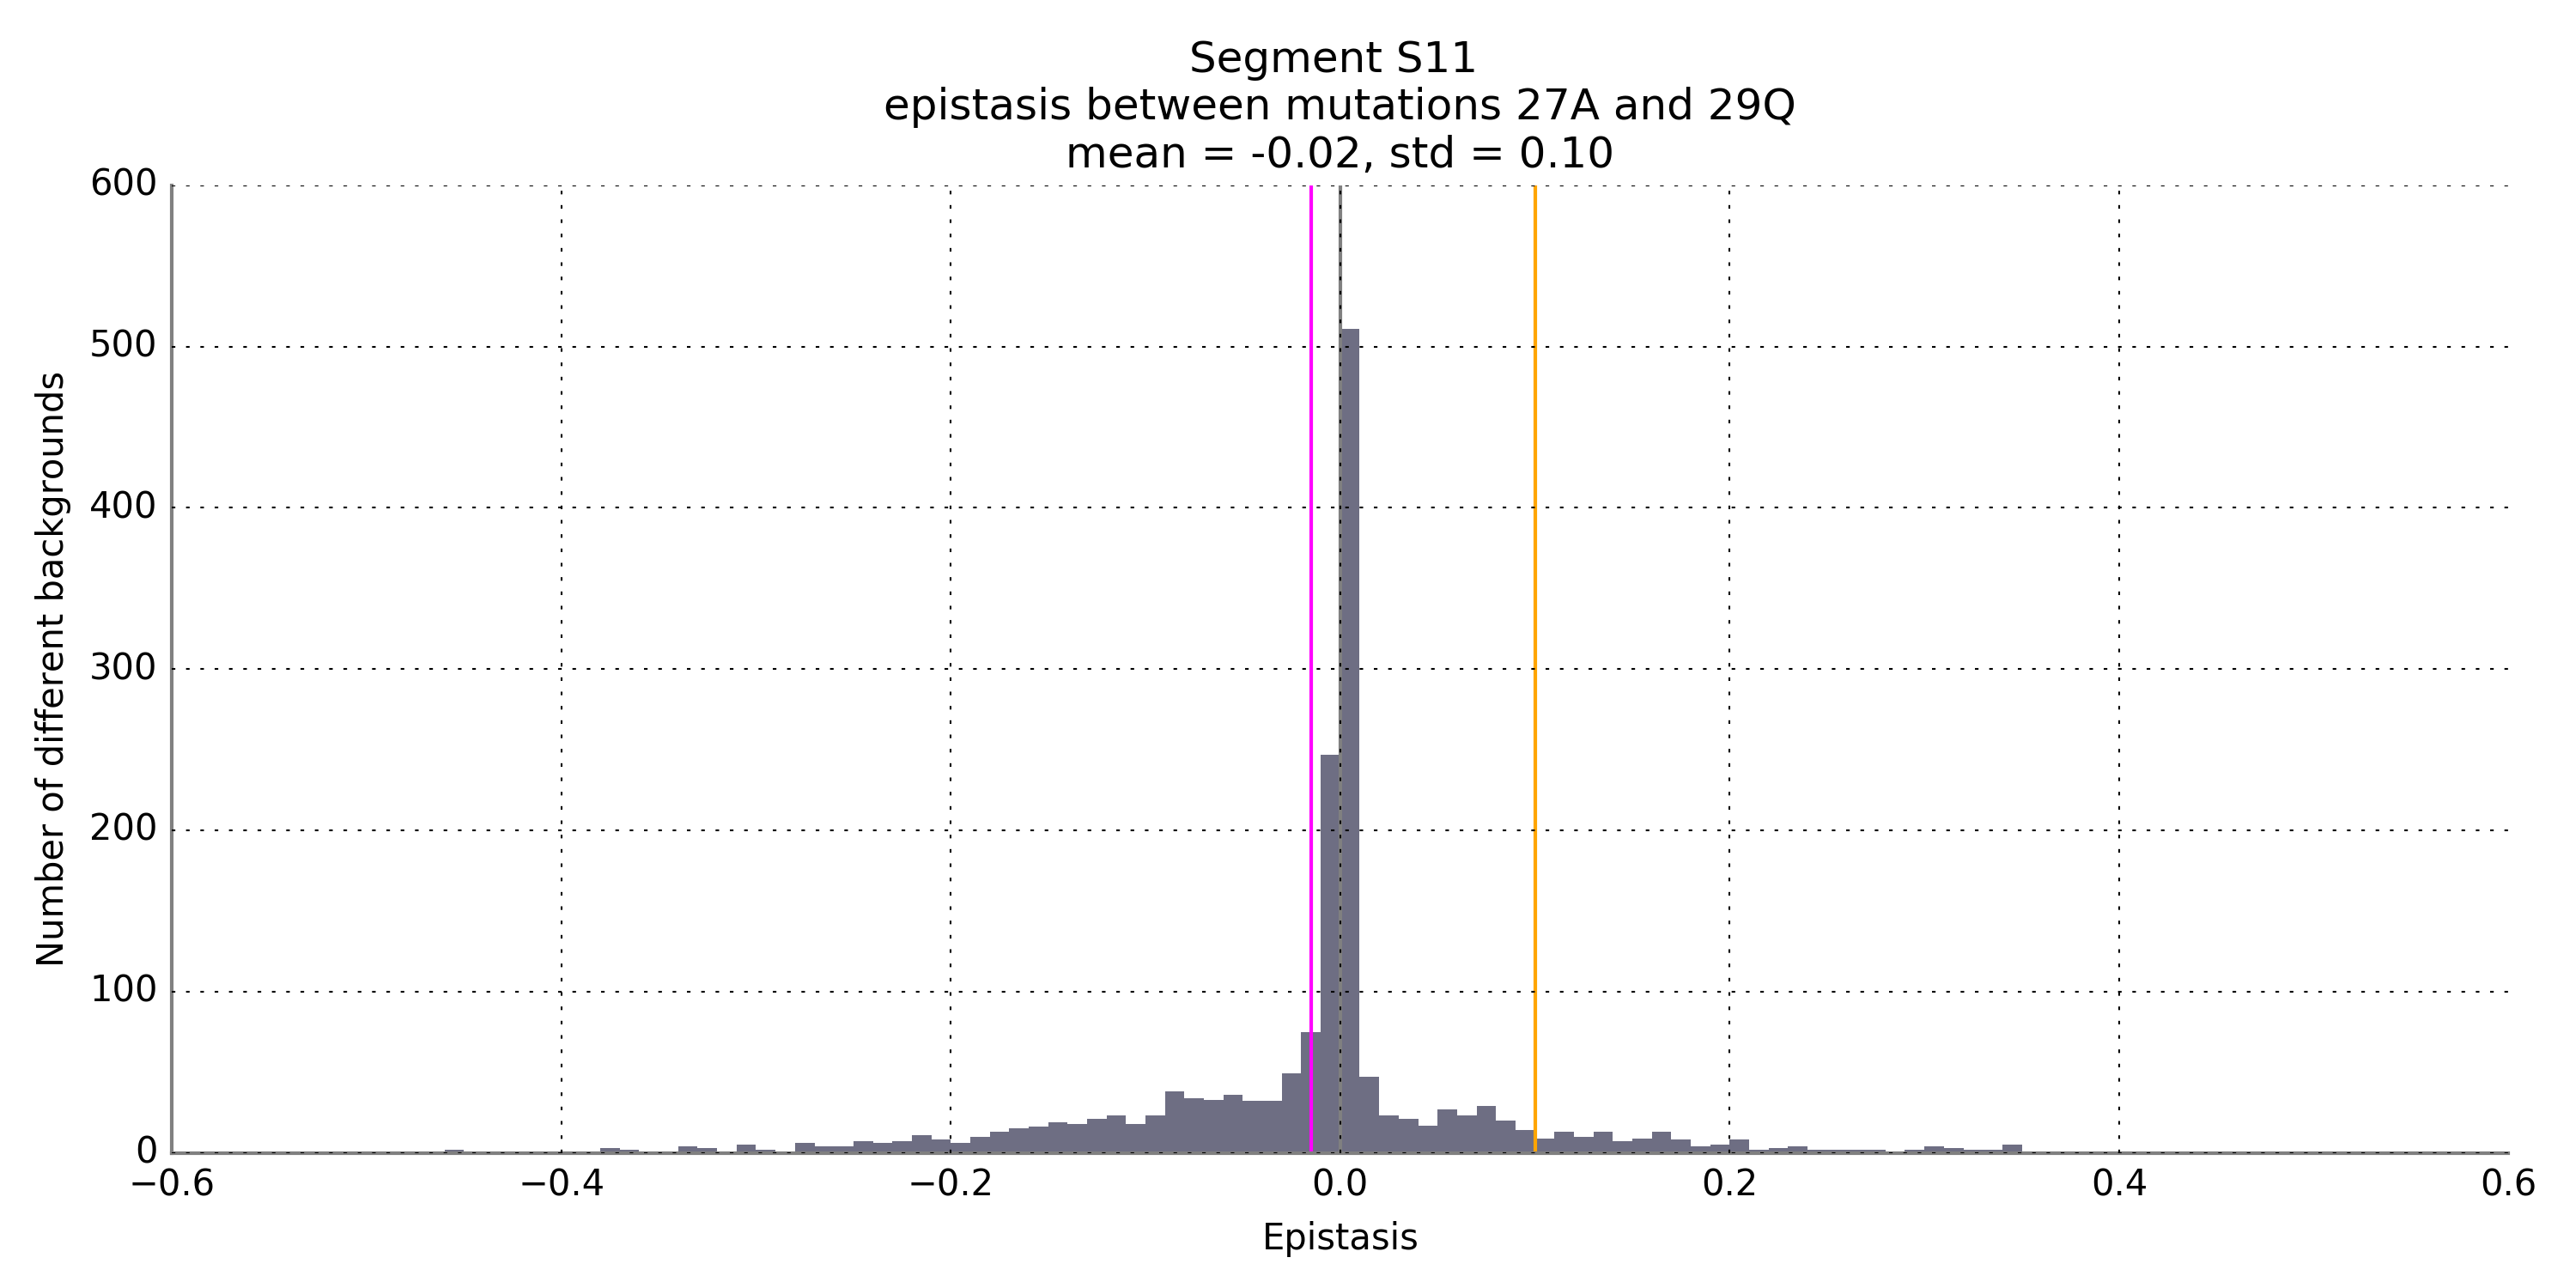 Segment S11
epistasis between mutations 27A and 29Q
mean = -0.02, std = 0.10
600
500
400
300
200
100
0
Number of different backgrounds
−0.6 −0.4 −0.2 0.0 0.2 0.4 0.6
Epistasis